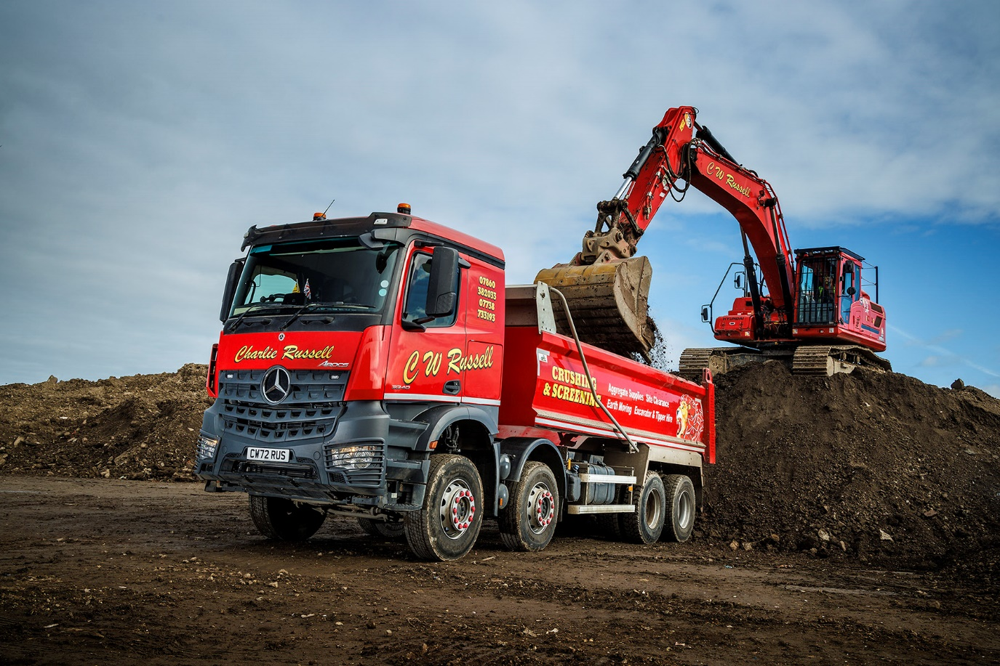 C W Russell
HYUNDAI
07860
382033
07738
733193
Charlie Russell
AROCS
C W Russell
3240
CW72 RUS
CRUSHING
& SCREENING
Aggregate Supplies Site Clearance
Earth Moving Excavator & Tipper Hire